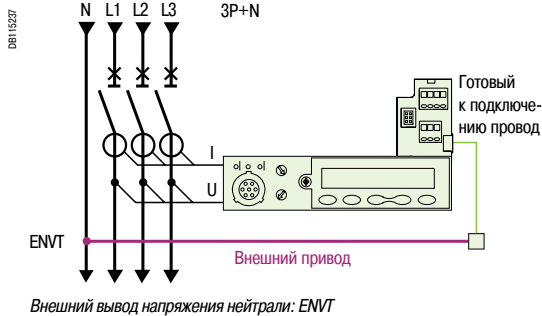 DB115237
N L1 L2 L3 3P+N
Готовый
к подключе-
нию провод
I
U
ENVT
Внешний привод
Внешний вывод напряжения нейтрали: ENVT